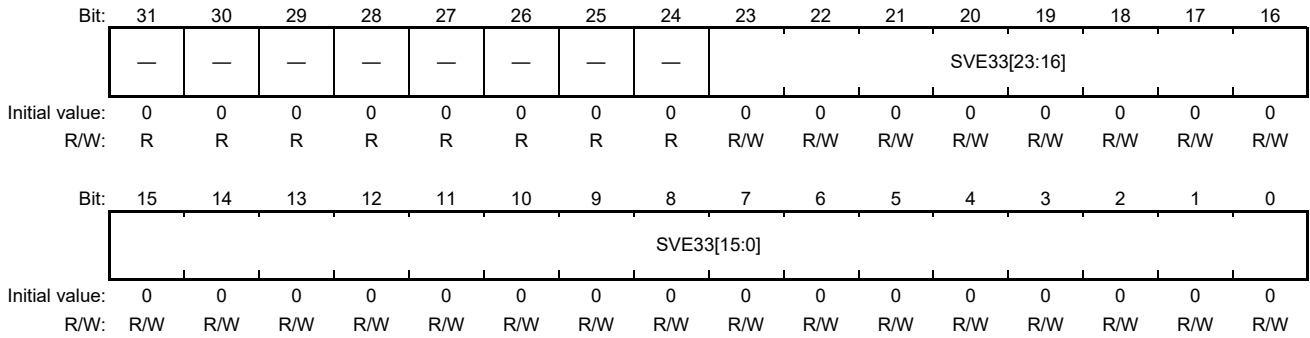 Bit: 31 30 29 28 27 26 25 24 23 22 21 20 19 18 17 16
— — — — — — — — SVE33[23:16]
Initial value: 0 0 0 0 0 0 0 0 0 0 0 0 0 0 0 0
R/W: R R R R R R R R R/W R/W R/W R/W R/W R/W R/W R/W
Bit: 15 14 13 12 11 10 9 8 7 6 5 4 3 2 1 0
SVE33[15:0]
Initial value: 0 0 0 0 0 0 0 0 0 0 0 0 0 0 0 0
R/W: R/W R/W R/W R/W R/W R/W R/W R/W R/W R/W R/W R/W R/W R/W R/W R/W